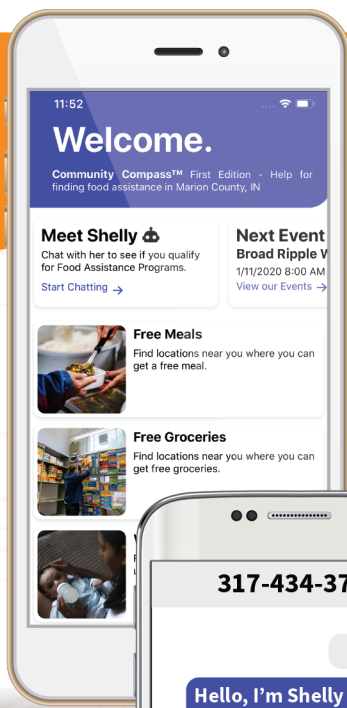 11:52
Welcome.
Community Compass™ First Edition - Help for
finding food assistance in Marion County, IN
Meet Shelly
Chat with her to see if you qualify
for Food Assistance Programs.
Start Chatting →
Next Event
Broad Ripple
1/11/2020 8:00 AM
View our Events →
Free Meals
Find locations near you where you can
get a free meal.
Free Groceries
Find locations near you where you can
get free groceries.
317-434-37
Hello, I'm Shelly